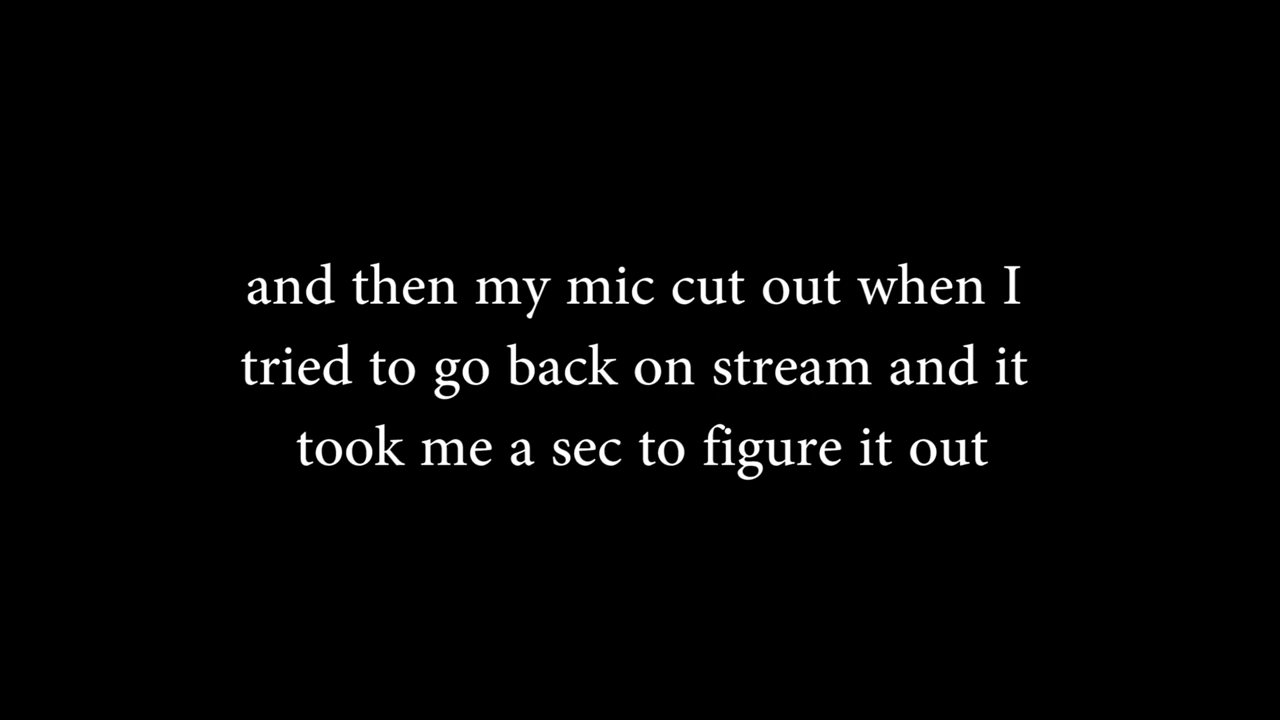 and then my mic cut out when I
tried to go back on stream and it
took me a sec to figure it out